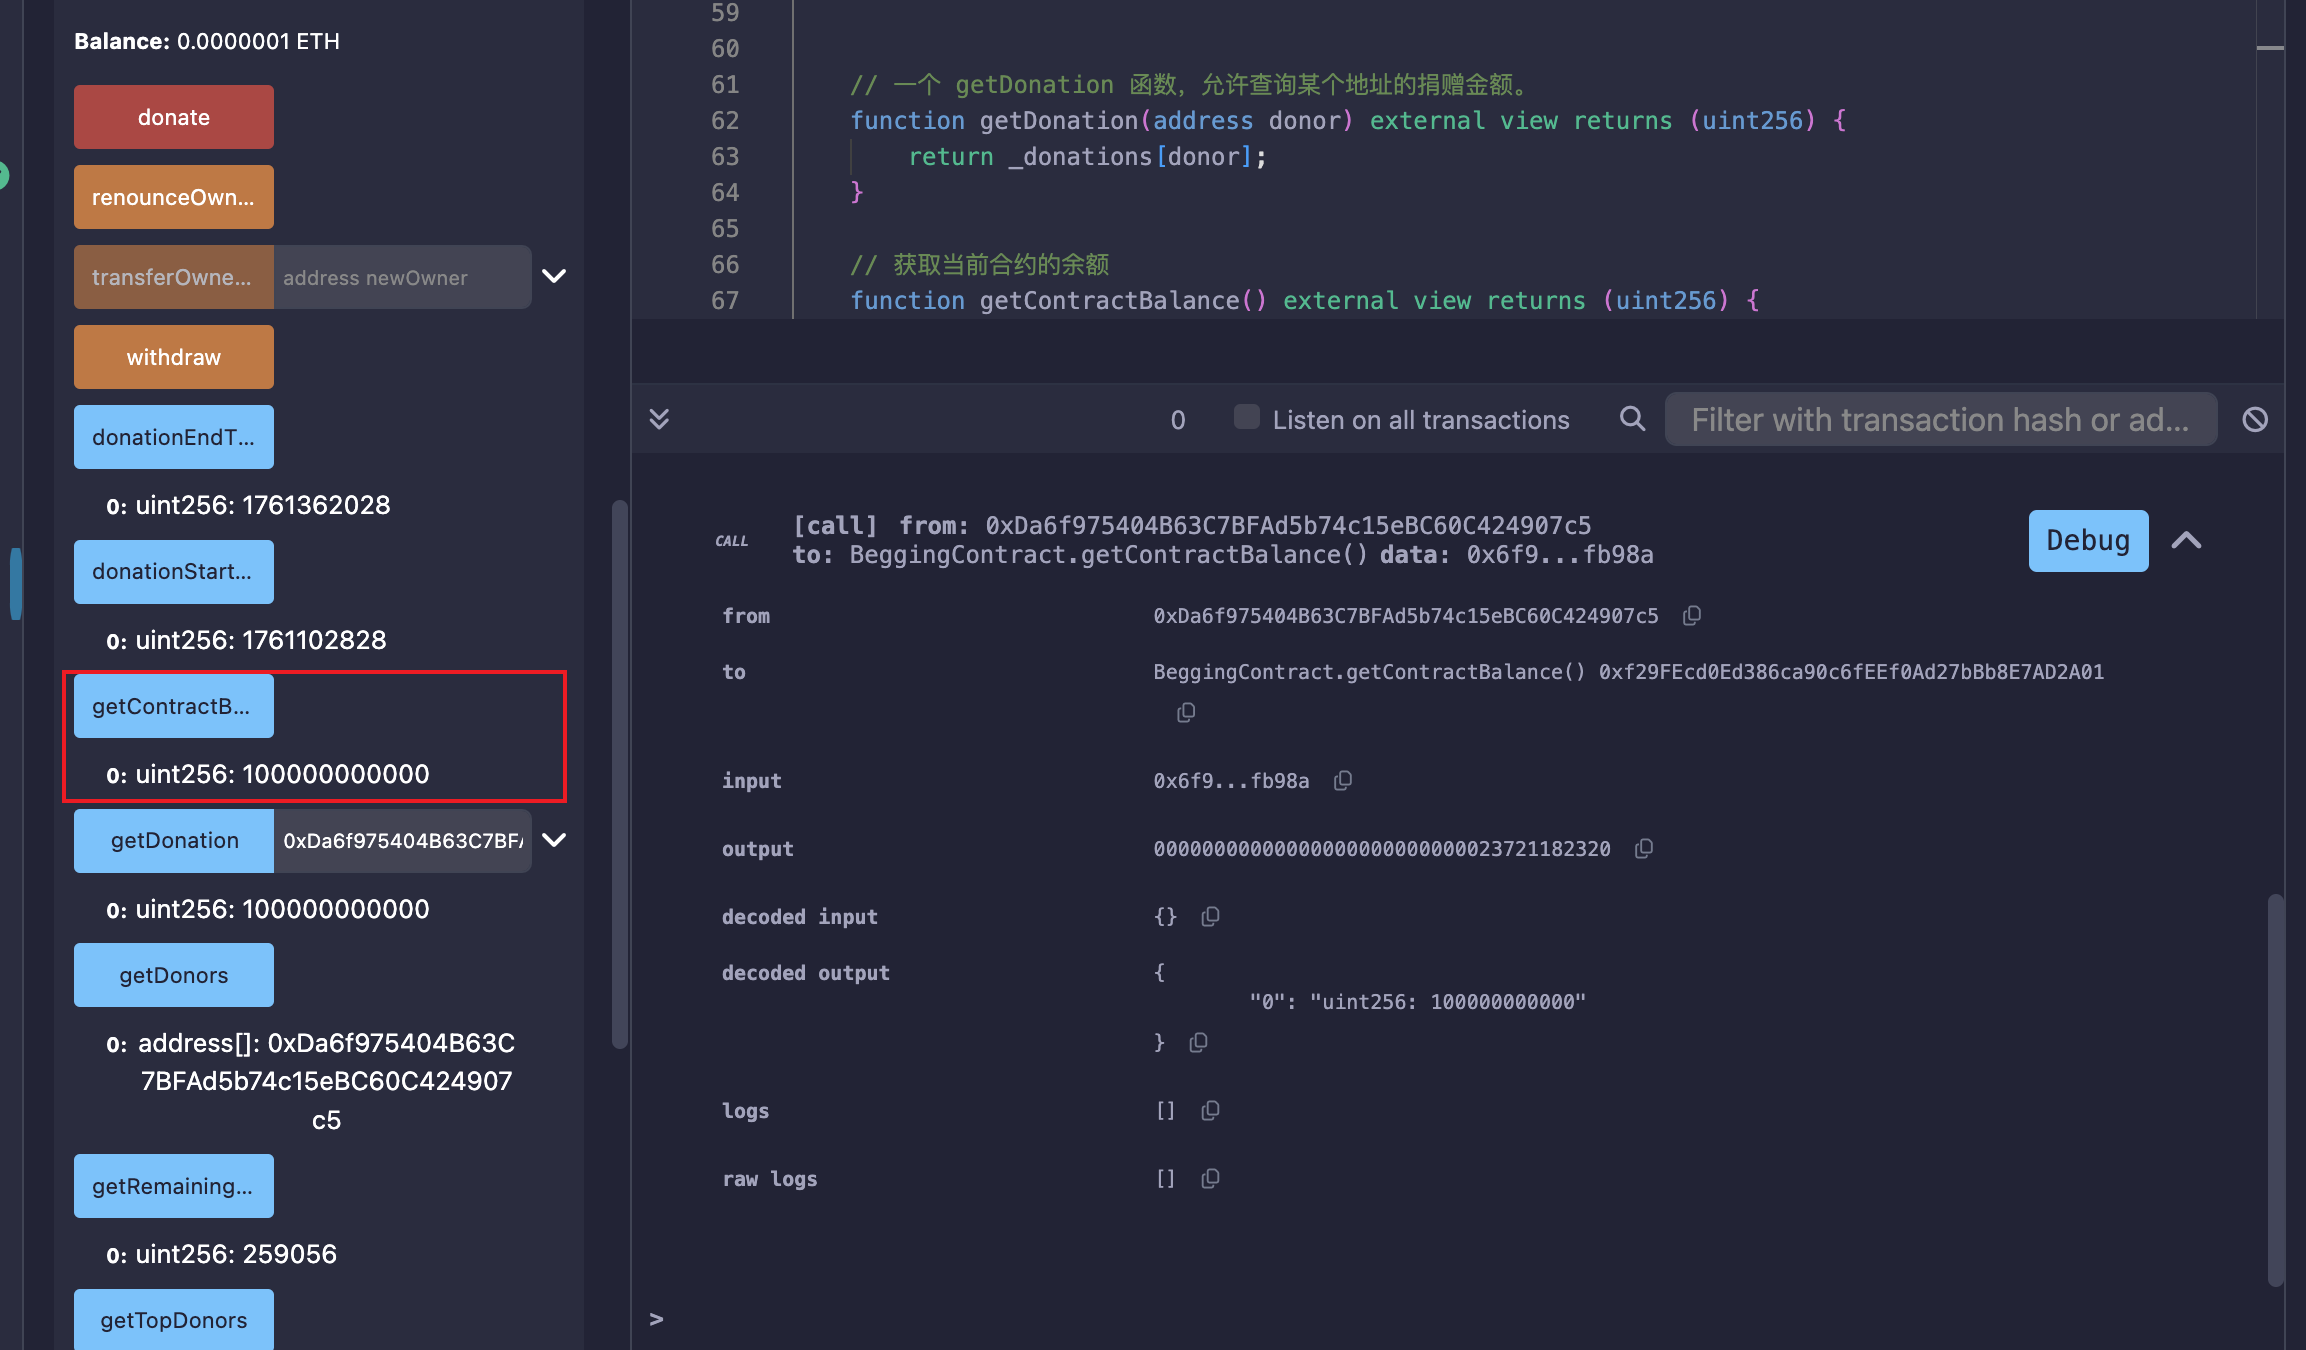 Balance: 0.0000001 ETH
donate
renounceOwn...
transferOwne...
address newOwner
withdraw
donationEndT...
0: uint256: 1761362028
donationStart...
0: uint256: 1761102828
getContractB...
0: uint256: 100000000000
getDonation
0xDa6f975404B63C7BF
0: uint256: 100000000000
getDonors
0: address[]: 0xDa6f975404B63C
7BFAd5b74c15eBC60C424907
c5
getRemaining...
0: uint256: 259056
getTopDonors
59
60
61 // 一个 getDonation 函数，允许查询某个地址的捐赠金额。
62 function getDonation(address donor) external view returns (uint256) {
63 return _donations[donor];
64 }
65
66 // 获取当前合约的余额
67 function getContractBalance() external view returns (uint256) {
0
Listen on all transactions
Filter with transaction hash or ad...
CALL
[call] from: 0xDa6f975404B63C7BFAd5b74c15eBC60C424907c5
to: BeggingContract.getContractBalance() data: 0x6f9...fb98a
Debug
from 0xDa6f975404B63C7BFAd5b74c15eBC60C424907c5
to BeggingContract.getContractBalance() 0xf29FEcd0Ed386ca90c6fEEf0Ad27bBb8E7AD2A01
input 0x6f9...fb98a
output 00000000000000000000000000023721182320
decoded input {}
decoded output {
"0": "uint256: 100000000000"
}
logs []
raw logs []
>